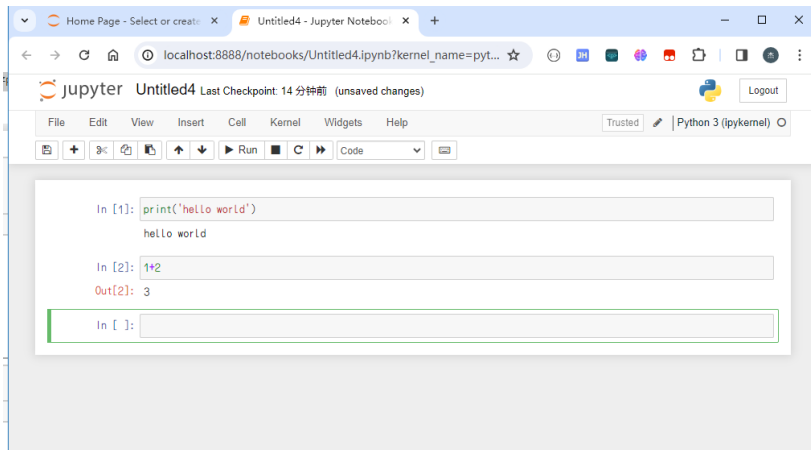 Home Page - Select or create
Untitled4 - Jupyter Notebook
localhost:8888/notebooks/Untitled4.ipynb?kernel_name=pyt...
JH
jupyter Untitled4 Last Checkpoint: 14 分钟前 (unsaved changes)
Logout
File Edit View Insert Cell Kernel Widgets Help
Trusted Python 3 (ipykernel)
Run Code
In [1]: print('hello world')
hello world
In [2]: 1+2
Out[2]: 3
In [ ]: